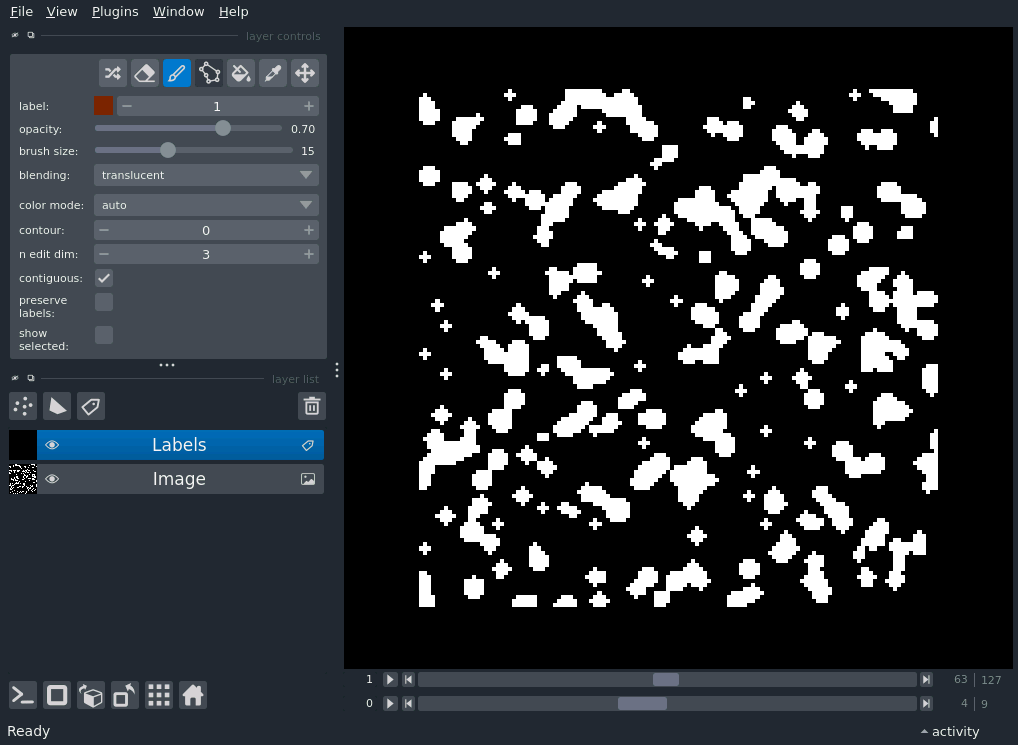 File View Plugins Window Help
layer controls
label: 1
opacity: 0.70
brush size: 15
blending: translucent
color mode: auto
contour: 0
n edit dim: 3
contiguous:
preserve
labels:
show
selected:
layer list
Labels
Image
1 63 127
0 4 9
Ready activity